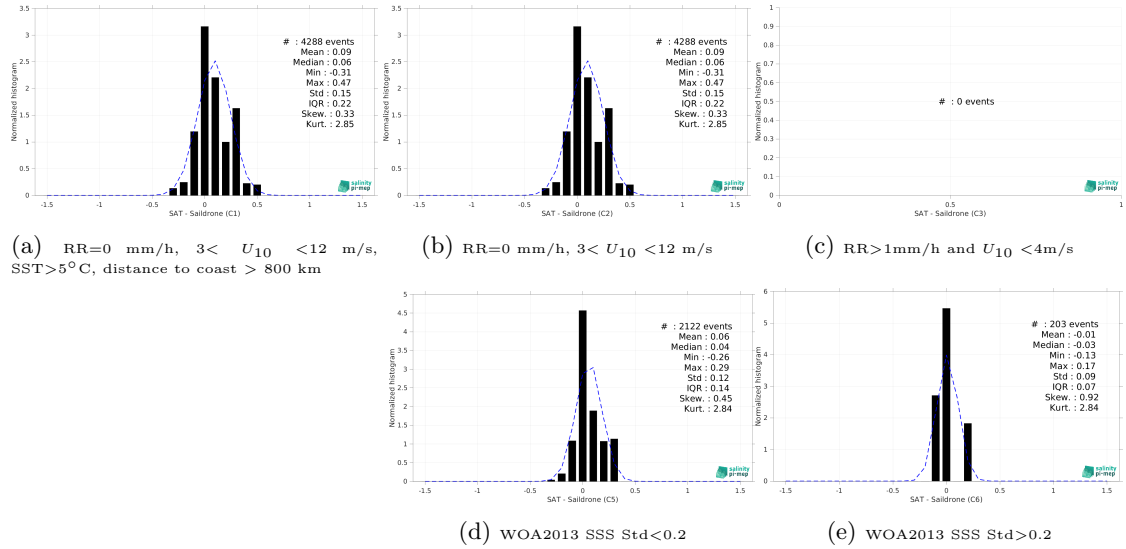 Normalized histogram
3.5
3
2.5
2
1.5
1
0.5
0
-1.5
-1
-0.5
0
0.5
1
1.5
# : 4288 events
Mean : 0.09
Median : 0.06
Min : -0.31
Max : 0.47
Std : 0.15
IQR : 0.22
Skew. : 0.33
Kurt. : 2.85
salinity
pi-mep
SAT - Saildrone (C1)
(a) RR=0 mm/h, 3< U10 <12 m/s,
SST>5°C, distance to coast > 800 km
Normalized histogram
3.5
3
2.5
2
1.5
1
0.5
0
-1.5
-1
-0.5
0
0.5
1
1.5
# : 4288 events
Mean : 0.09
Median : 0.06
Min : -0.31
Max : 0.47
Std : 0.15
IQR : 0.22
Skew. : 0.33
Kurt. : 2.85
salinity
pi-mep
SAT - Saildrone (C2)
(b) RR=0 mm/h, 3< U10 <12 m/s
Normalized histogram
1
0.9
0.8
0.7
0.6
0.5
0.4
0.3
0.2
0.1
0
0
0.5
1
# : 0 events
salinity
pi-mep
SAT - Saildrone (C3)
(c) RR>1mm/h and U10 <4m/s
Normalized histogram
5
4.5
4
3.5
3
2.5
2
1.5
1
0.5
0
-1.5
-1
-0.5
0
0.5
1
1.5
# : 2122 events
Mean : 0.06
Median : 0.04
Min : -0.26
Max : 0.29
Std : 0.12
IQR : 0.14
Skew. : 0.45
Kurt. : 2.84
salinity
pi-mep
SAT - Saildrone (C5)
(d) WOA2013 SSS Std<0.2
Normalized histogram
6
5
4
3
2
1
0
-1.5
-1
-0.5
0
0.5
1
1.5
# : 203 events
Mean : -0.01
Median : -0.03
Min : -0.13
Max : 0.17
Std : 0.09
IQR : 0.07
Skew. : 0.92
Kurt. : 2.84
salinity
pi-mep
SAT - Saildrone (C6)
(e) WOA2013 SSS Std>0.2